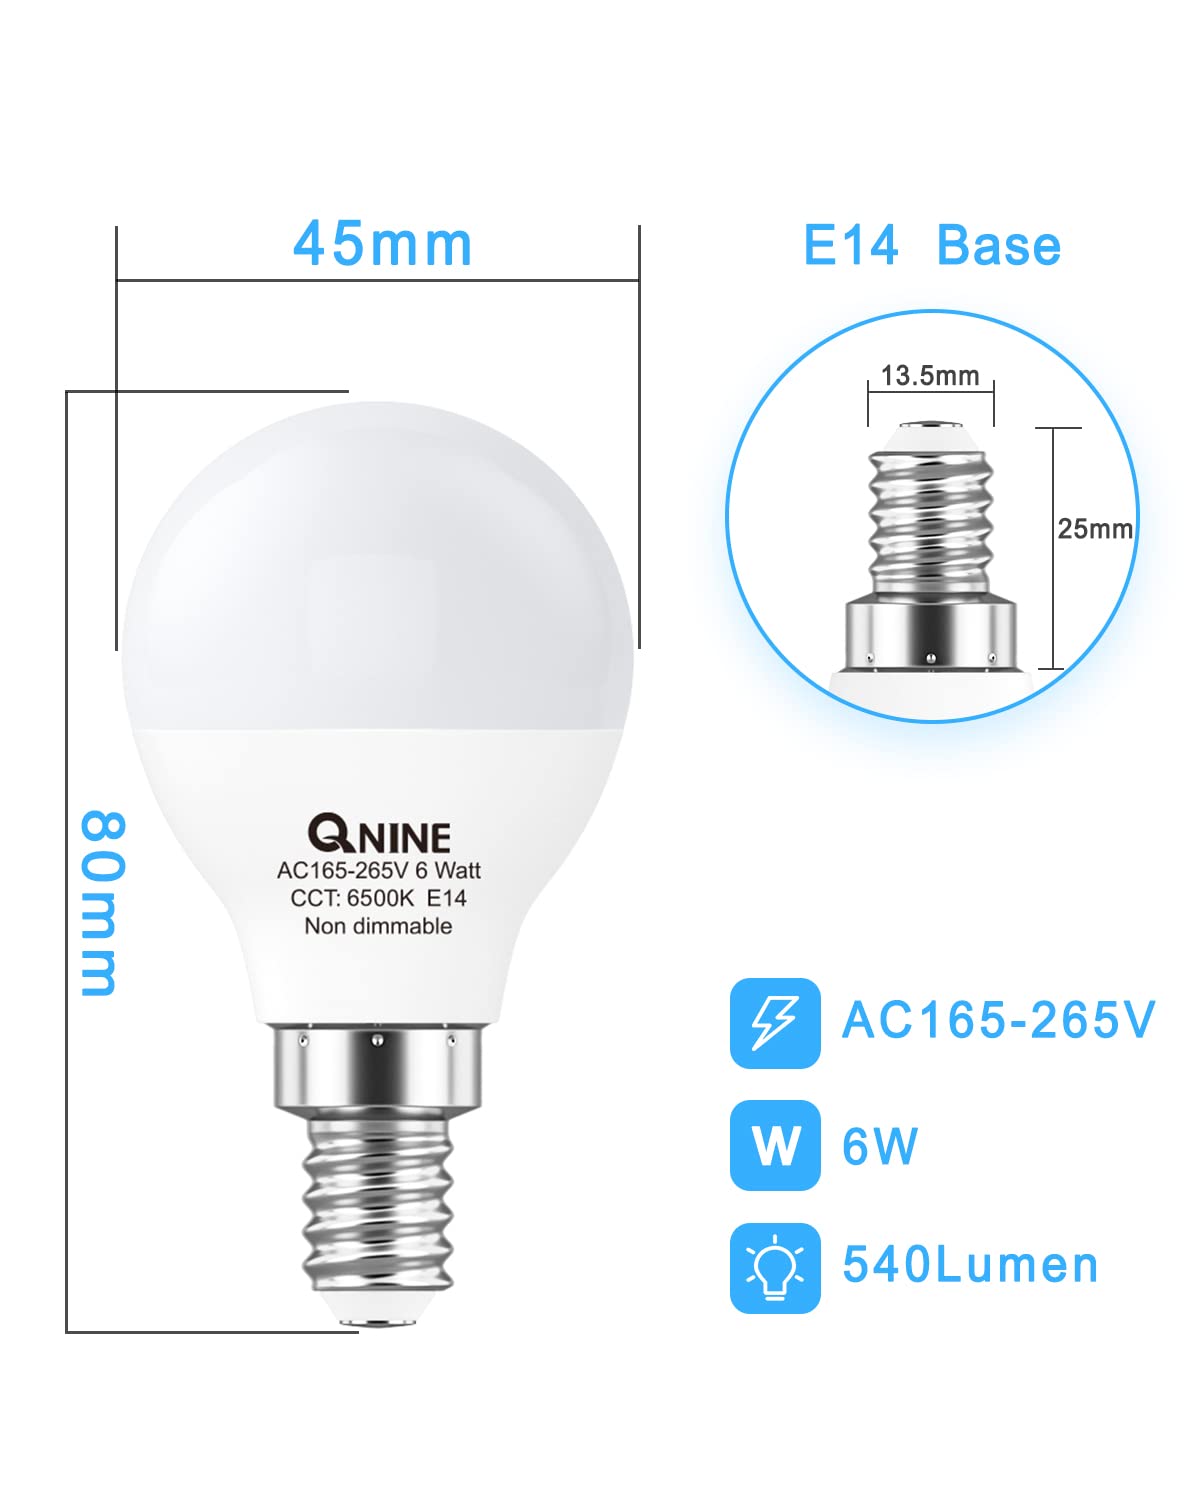 45mm
E14 Base
13.5mm
25mm
80mm
QNINE
AC165-265V 6 Watt
CCT: 6500K E14
Non dimmable
AC165-265V
W 6W
540Lumen